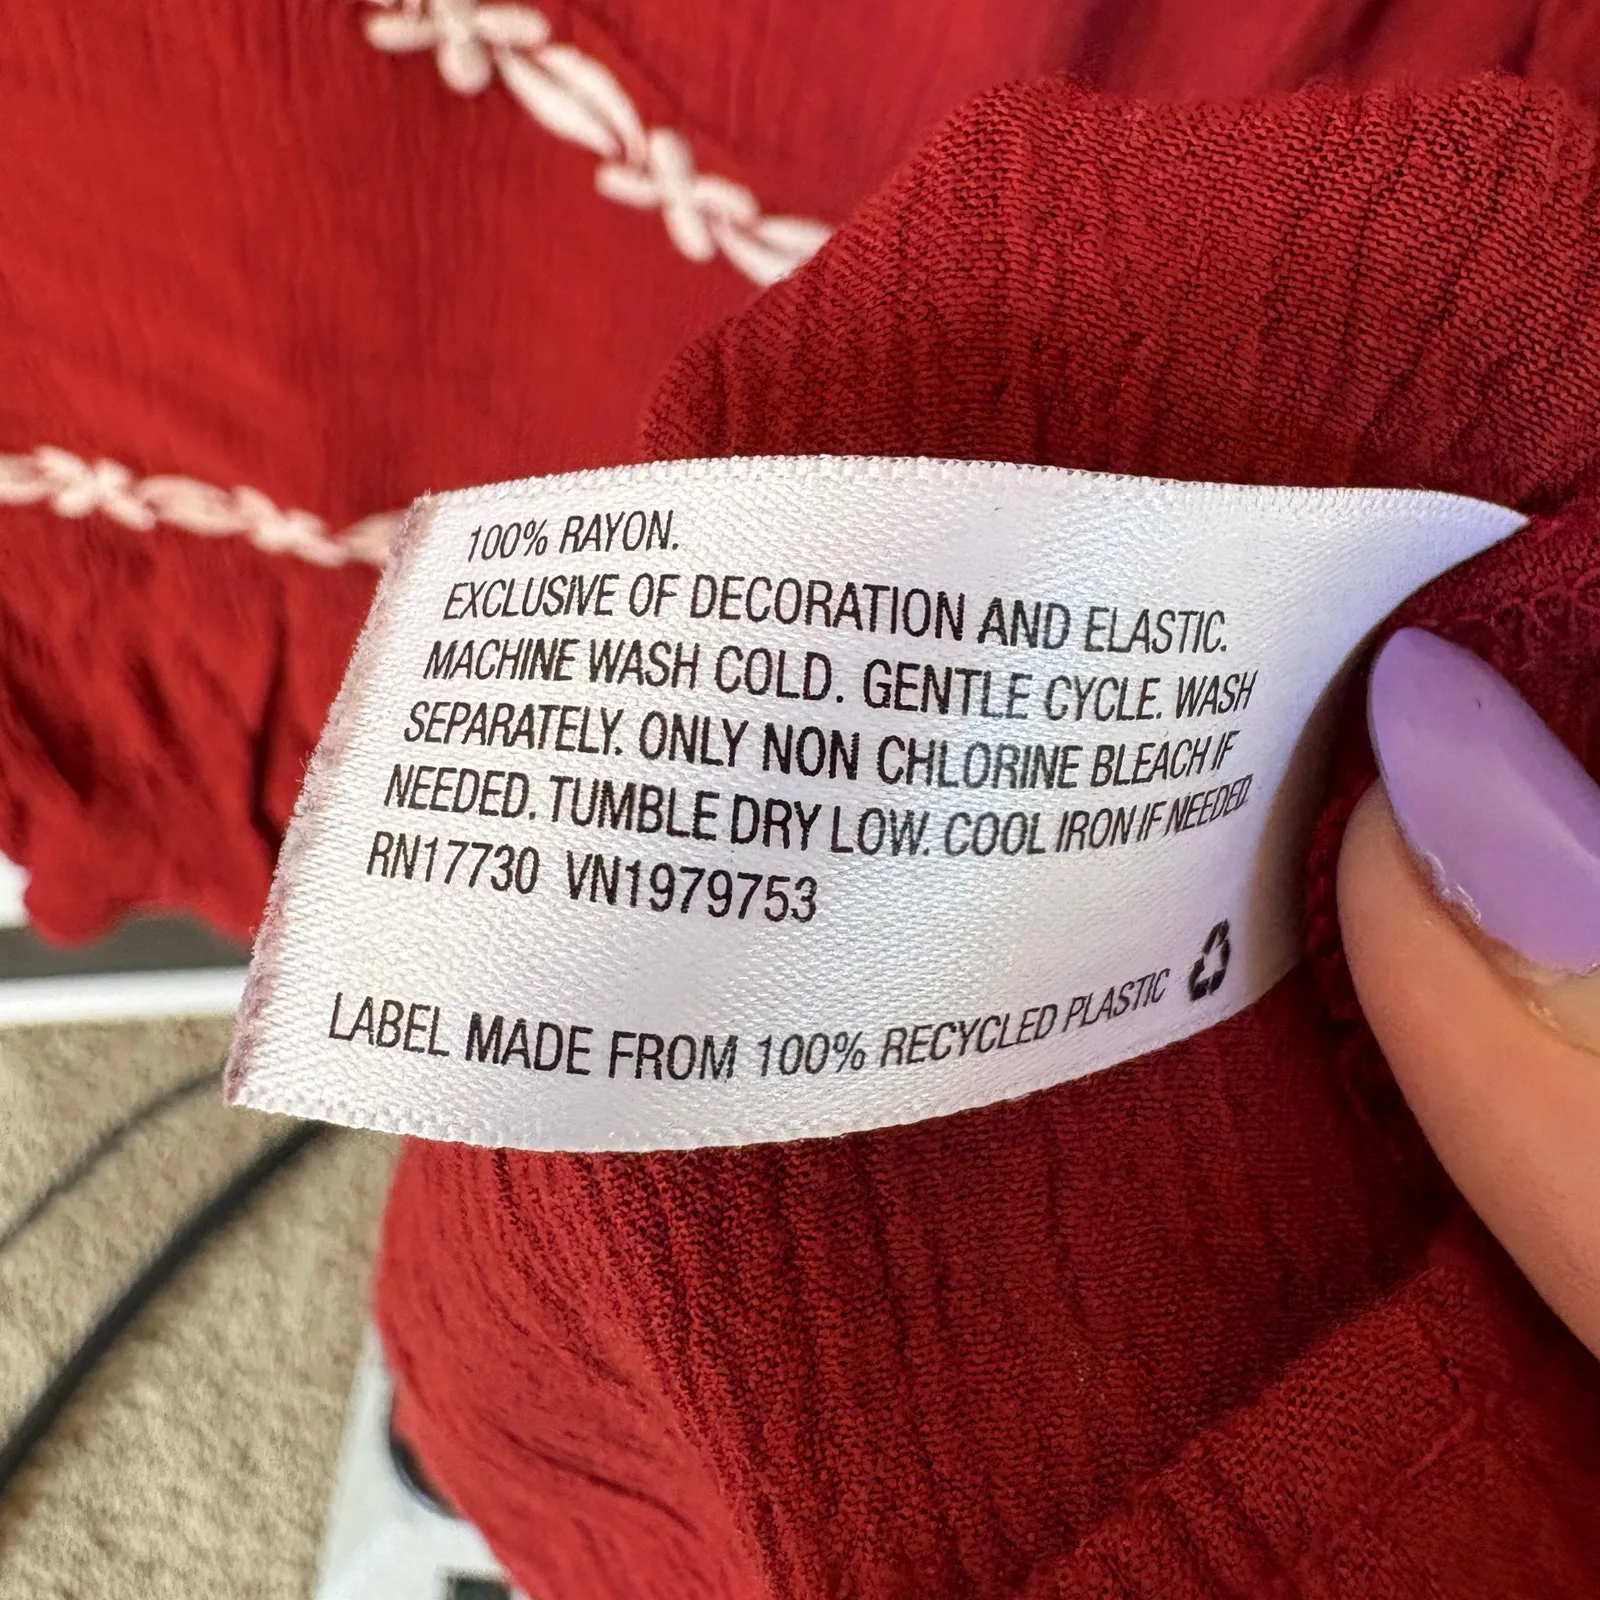 100% RAYON.
EXCLUSIVE OF DECORATION AND ELASTIC.
MACHINE WASH COLD. GENTLE CYCLE. WASH
SEPARATELY. ONLY NON CHLORINE BLEACH IF
NEEDED. TUMBLE DRY LOW. COOL IRON IF NEEDED.
RN17730 VN1979753
LABEL MADE FROM 100% RECYCLED PLASTIC